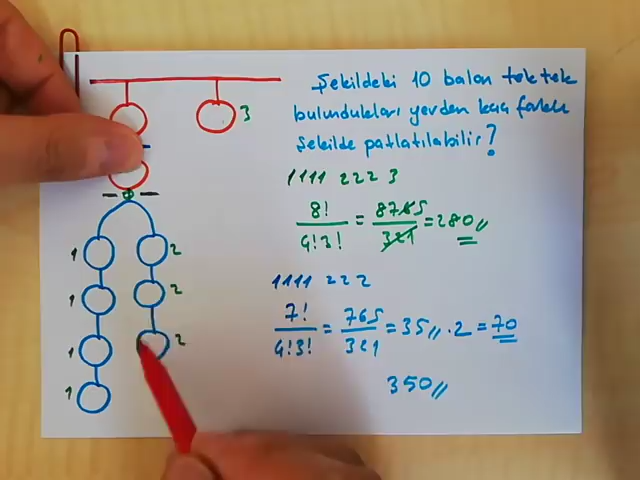 Şekildeki 10 balon tek tek
bulundukları yerden kaç farklı
şekilde patlatılabilir?
3
1111 222 3
8! / 4!3! = 8765 / 321 = 280
1 2
1 2
1111 222
7! / 4!3! = 765 / 321 = 35 . 2 = 70
1 2
1
350